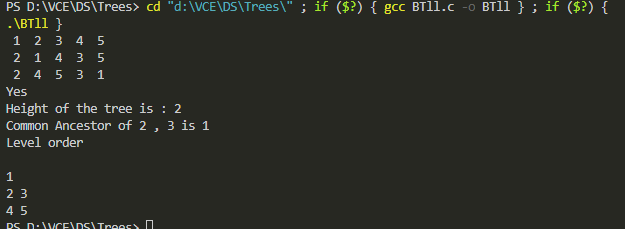 PS D:\VCE\DS\Trees> cd "d:\VCE\DS\Trees\" ; if ($?) { gcc BTll.c -o BTll } ; if ($?) {
.\BTll }
1 2 3 4 5
2 1 4 3 5
2 4 5 3 1
Yes
Height of the tree is : 2
Common Ancestor of 2 , 3 is 1
Level order
1
2 3
4 5
PS D:\VCE\DS\Trees>